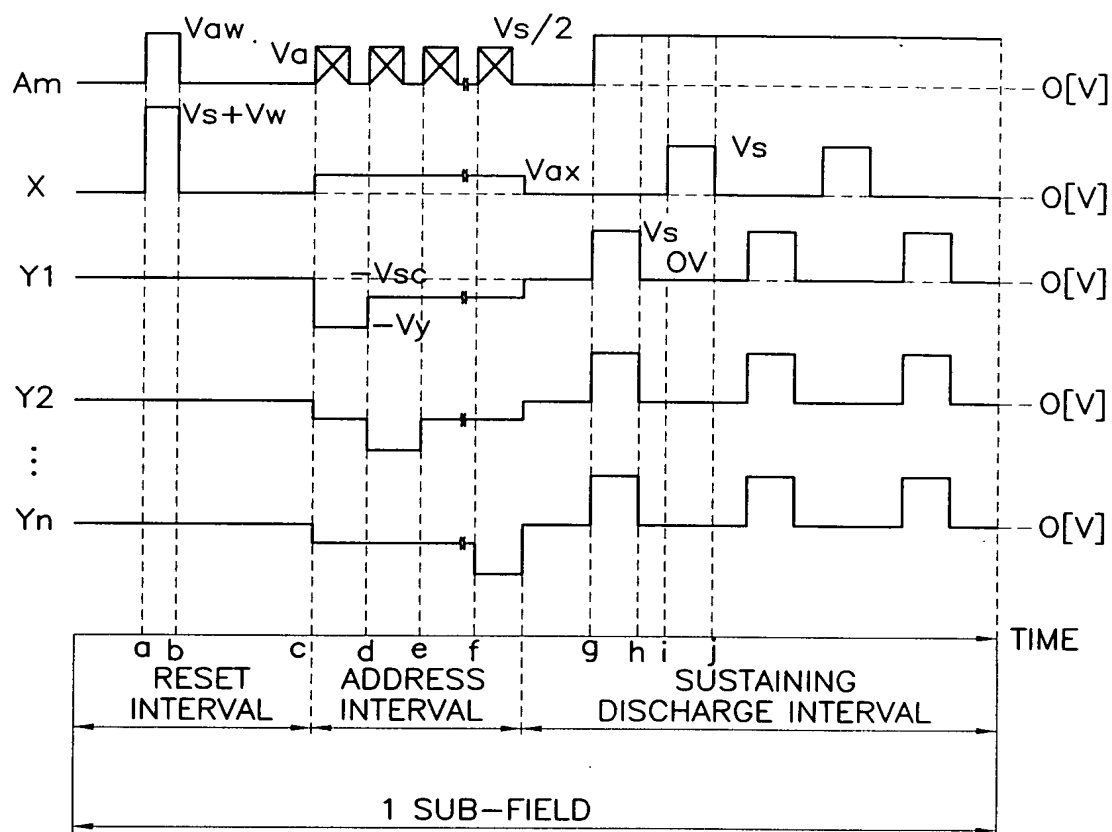 Vaw
Va
Vs/2
Am
O[V]
Vs+Vw
X
Vax
Vs
O[V]
Y1
-Vsc
-Vy
Vs
OV
O[V]
Y2
O[V]
⋮
Yn
O[V]
a b c d e f g h i j
TIME
RESET
INTERVAL
ADDRESS
INTERVAL
SUSTAINING
DISCHARGE INTERVAL
1 SUB-FIELD